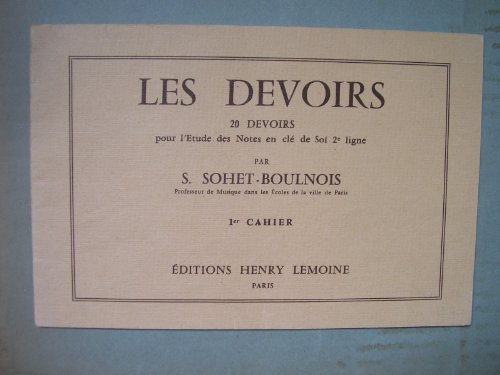 LES DEVOIRS
20 DEVOIRS
pour l'Etude des Notes en clé de Sol 2e ligne
PAR
S. SOHET-BOULNOIS
Professeur de Musique dans les Écoles de la ville de Paris
1er CAHIER
ÉDITIONS HENRY LEMOINE
PARIS